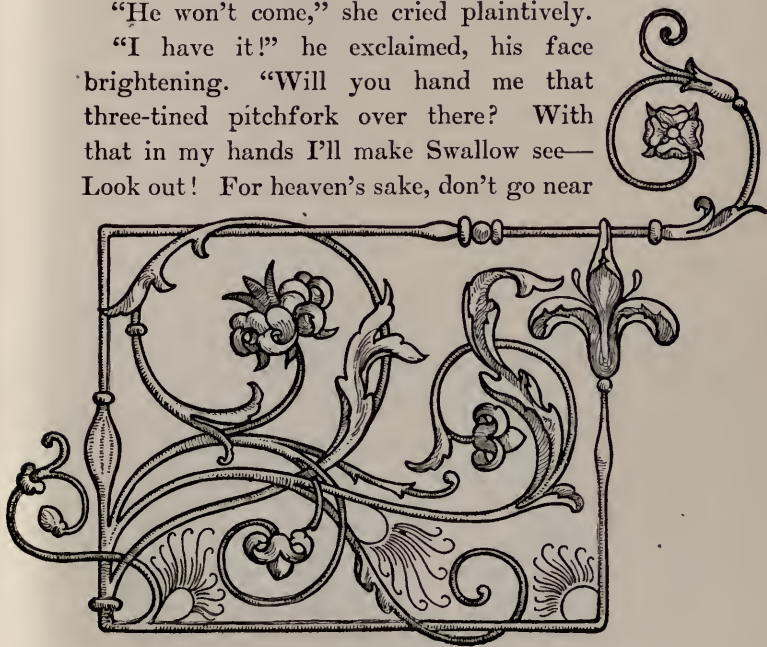 “He won’t come,” she cried plaintively.
“I have it!” he exclaimed, his face
brightening. “Will you hand me that
three-tined pitchfork over there? With
that in my hands I’ll make Swallow see—
Look out! For heaven’s sake, don’t go near